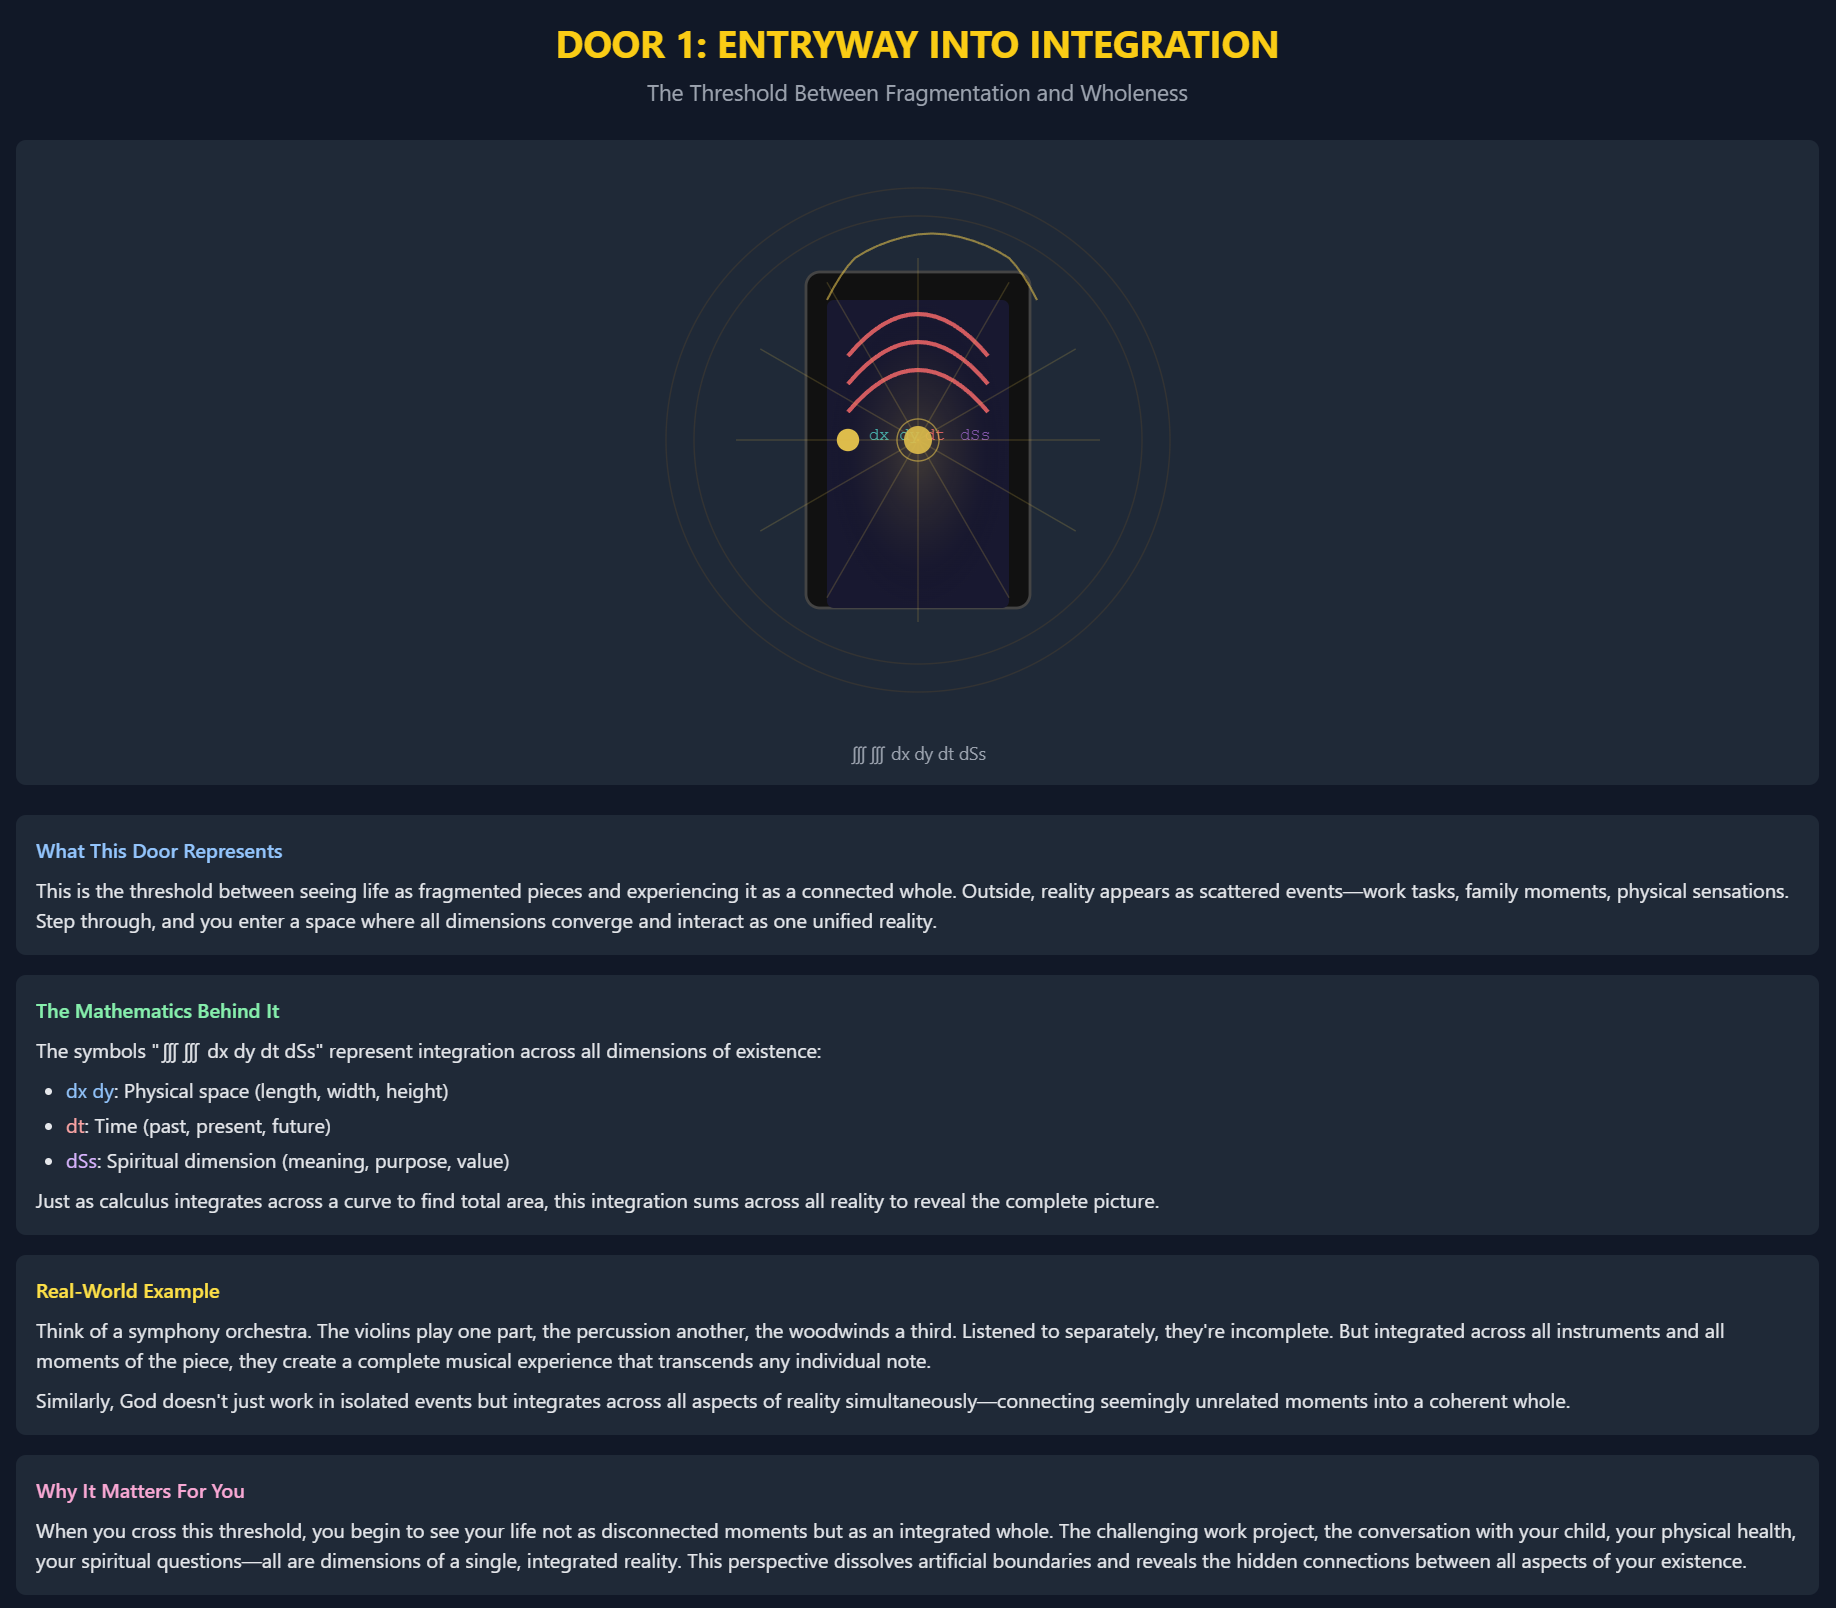 DOOR 1: ENTRYWAY INTO INTEGRATION
The Threshold Between Fragmentation and Wholeness
dx dy dt dSs
∭ ∭ dx dy dt dSs
What This Door Represents
This is the threshold between seeing life as fragmented pieces and experiencing it as a connected whole. Outside, reality appears as scattered events—work tasks, family moments, physical sensations.
Step through, and you enter a space where all dimensions converge and interact as one unified reality.
The Mathematics Behind It
The symbols "∭ ∭ dx dy dt dSs" represent integration across all dimensions of existence:
• dx dy: Physical space (length, width, height)
• dt: Time (past, present, future)
• dSs: Spiritual dimension (meaning, purpose, value)
Just as calculus integrates across a curve to find total area, this integration sums across all reality to reveal the complete picture.
Real-World Example
Think of a symphony orchestra. The violins play one part, the percussion another, the woodwinds a third. Listened to separately, they're incomplete. But integrated across all instruments and all
moments of the piece, they create a complete musical experience that transcends any individual note.
Similarly, God doesn't just work in isolated events but integrates across all aspects of reality simultaneously—connecting seemingly unrelated moments into a coherent whole.
Why It Matters For You
When you cross this threshold, you begin to see your life not as disconnected moments but as an integrated whole. The challenging work project, the conversation with your child, your physical health,
your spiritual questions—all are dimensions of a single, integrated reality. This perspective dissolves artificial boundaries and reveals the hidden connections between all aspects of your existence.